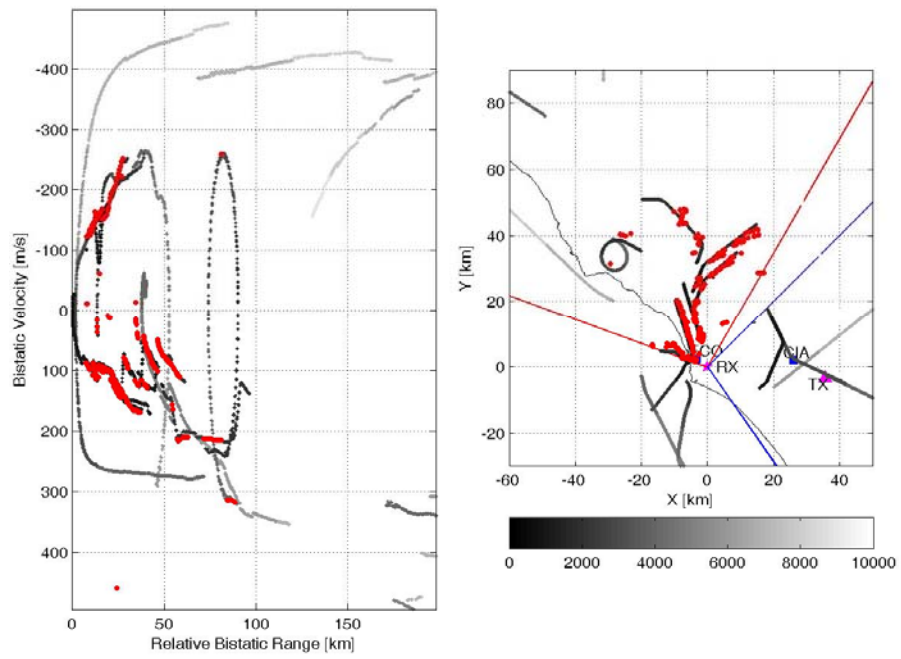 -400
-300
-200
-100
0
100
200
300
400
Bistatic Velocity [m/s]
0 50 100 150
Relative Bistatic Range [km]
80
60
40
20
0
-20
Y [km]
CO
RX
CIA
TX
-60 -40 -20 0 20 40
X [km]
0 2000 4000 6000 8000 10000